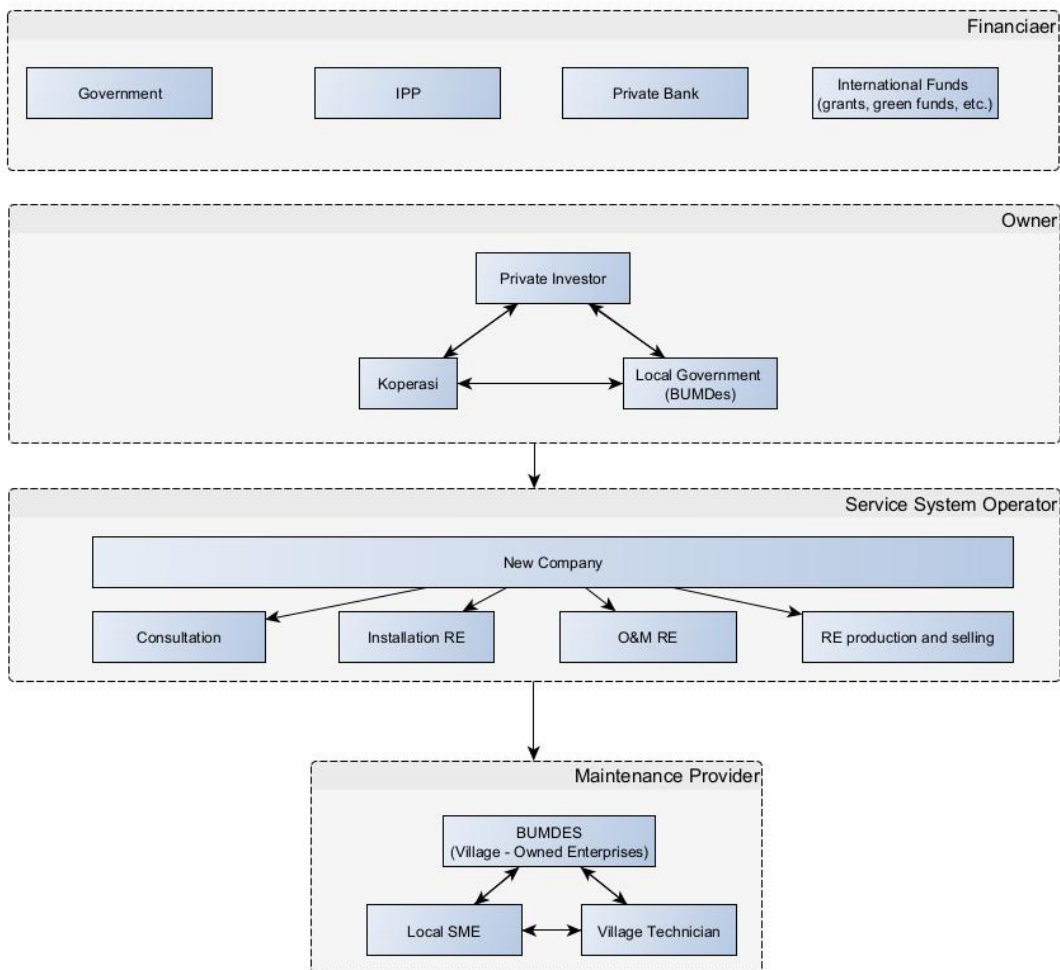 Financiaer
Government
IPP
Private Bank
International Funds
(grants, green funds, etc.)
Owner
Private Investor
Koperasi
Local Government
(BUMDes)
Service System Operator
New Company
Consultation
Installation RE
O&M RE
RE production and selling
Maintenance Provider
BUMDES
(Village - Owned Enterprises)
Local SME
Village Technician